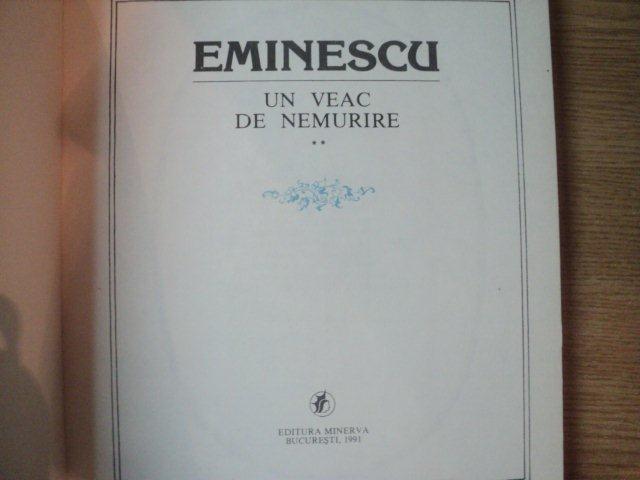 EMINESCU
UN VEAC
DE NEMURIRE
**
EDITURA MINERVA
BUCUREȘTI, 1991